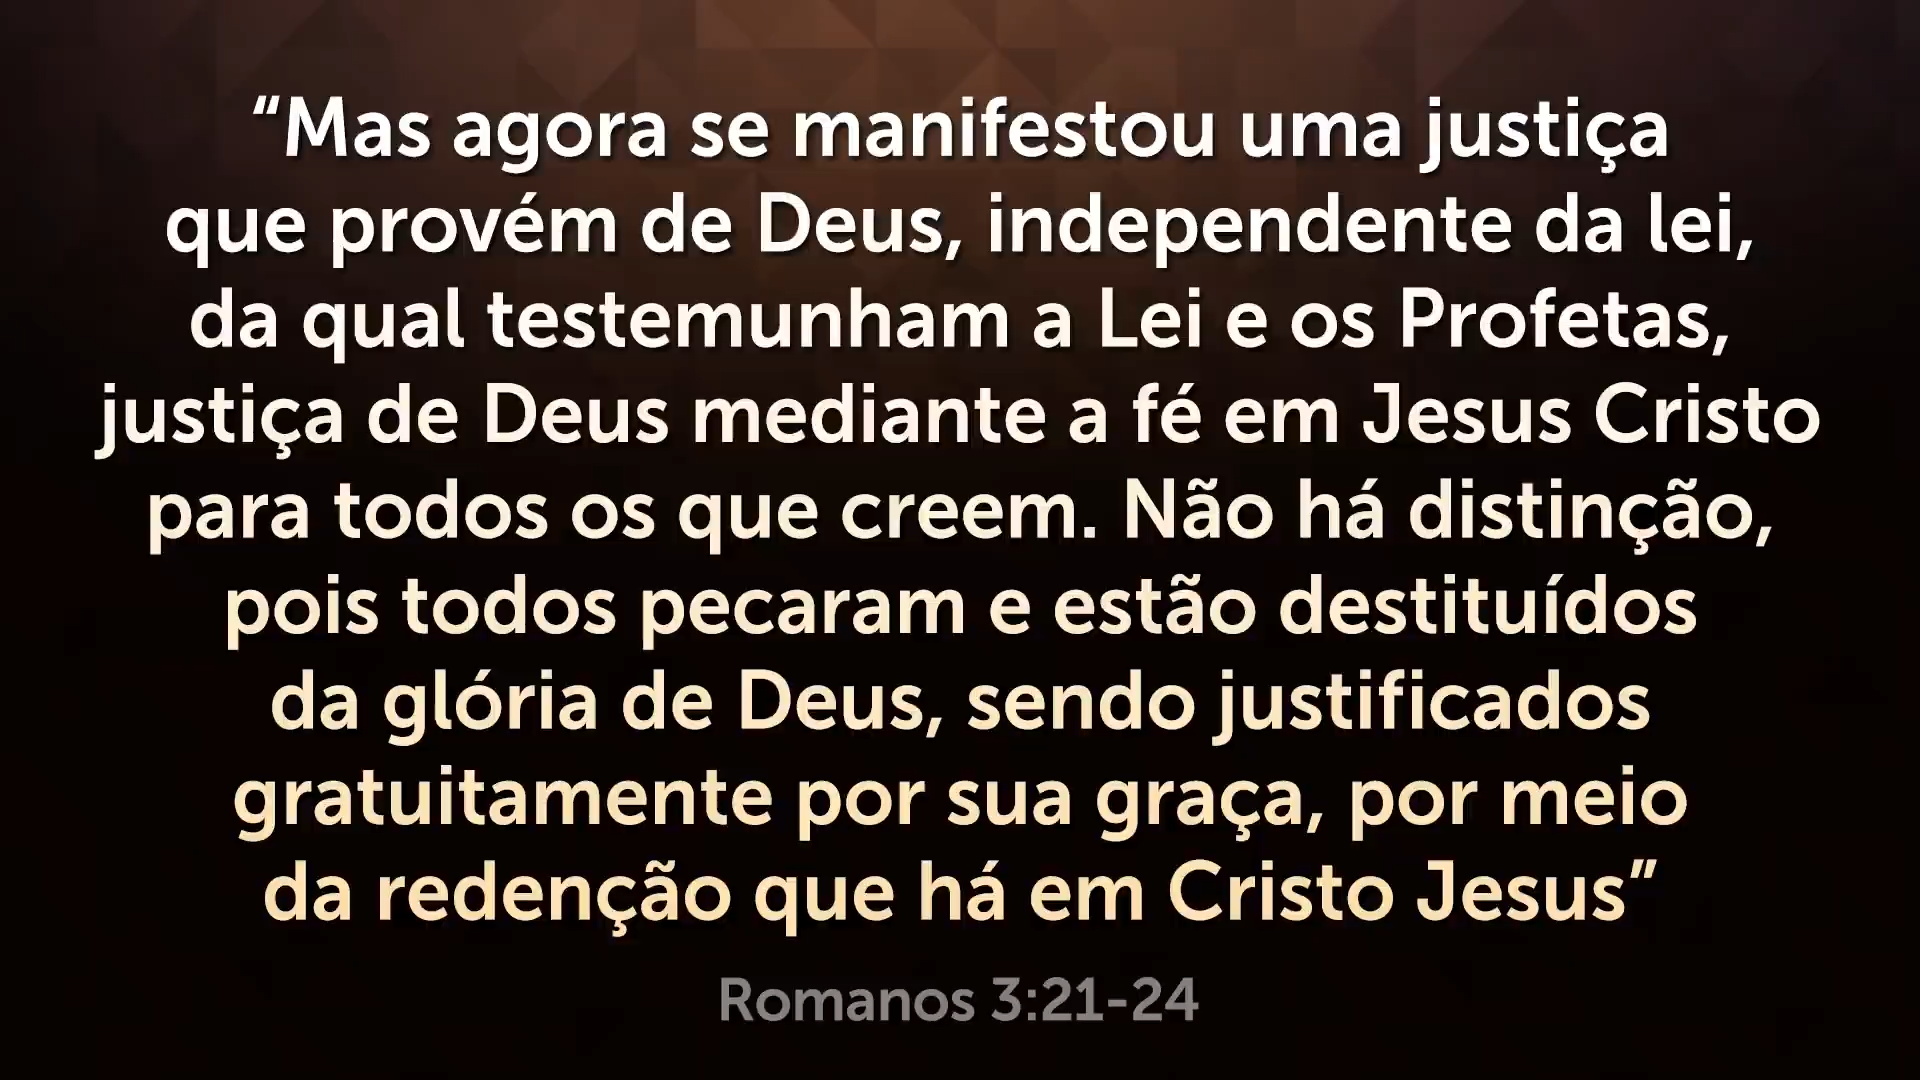 “Mas agora se manifestou uma justiça
que provém de Deus, independente da lei,
da qual testemunham a Lei e os Profetas,
justiça de Deus mediante a fé em Jesus Cristo
para todos os que creem. Não há distinção,
pois todos pecaram e estão destituídos
da glória de Deus, sendo justificados
gratuitamente por sua graça, por meio
da redenção que há em Cristo Jesus”
Romanos 3:21-24